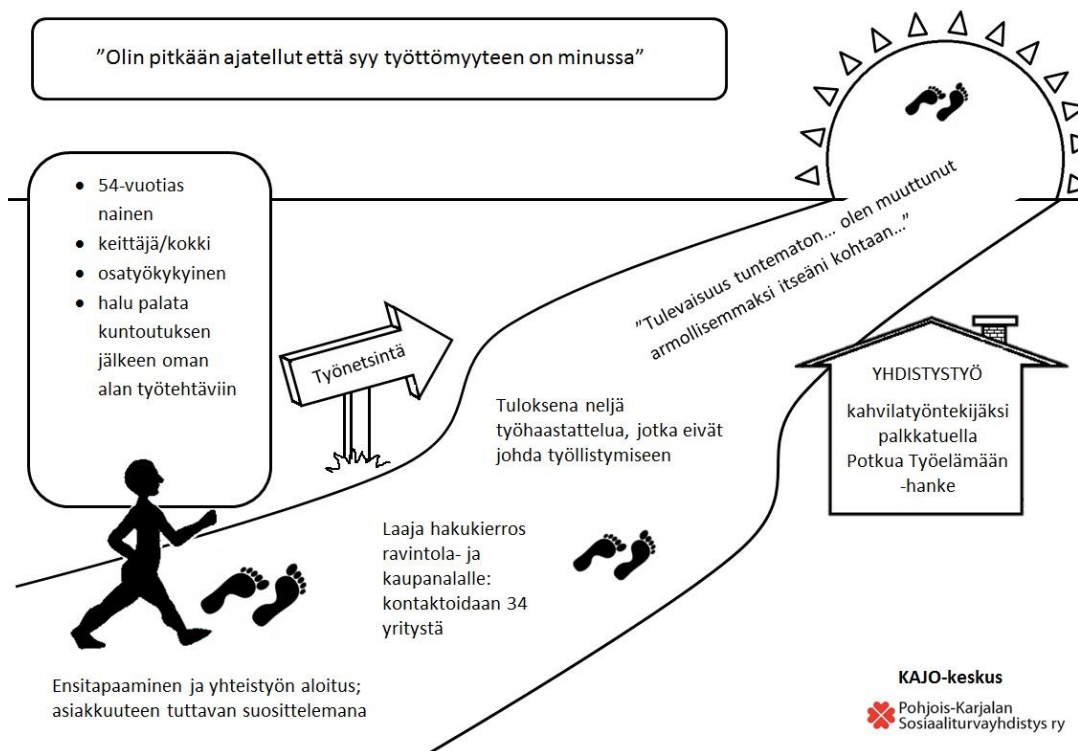 "Olin pitkään ajatellut että syy työttömyyteen on minussa"
• 54-vuotias
nainen
• keittäjä/kokki
• osatyökykyinen
• halu palata
kuntoutuksen
jälkeen oman
alan työtehtäviin
Ensitapaaminen ja yhteistyön aloitus;
asiakkuuteen tuttavan suosittelemana
Työnetsintä
Laaja hakukierros
ravintola- ja
kaupanalalle:
kontaktoidaan 34
yritystä
Tuloksena neljä
työhaastattelua, jotka eivät
johda työllistymiseen
YHDISTYSTYÖ
kahvilatyöntekijäksi
palkkatuella
Potkua Työelämään
-hanke
"Tulevaisuus tuntematon... olen muuttunut
armollisemmaksi itseäni kohtaan..."
KAJO-keskus
Pohjois-Karjalan
Sosiaaliturvayhdistys ry